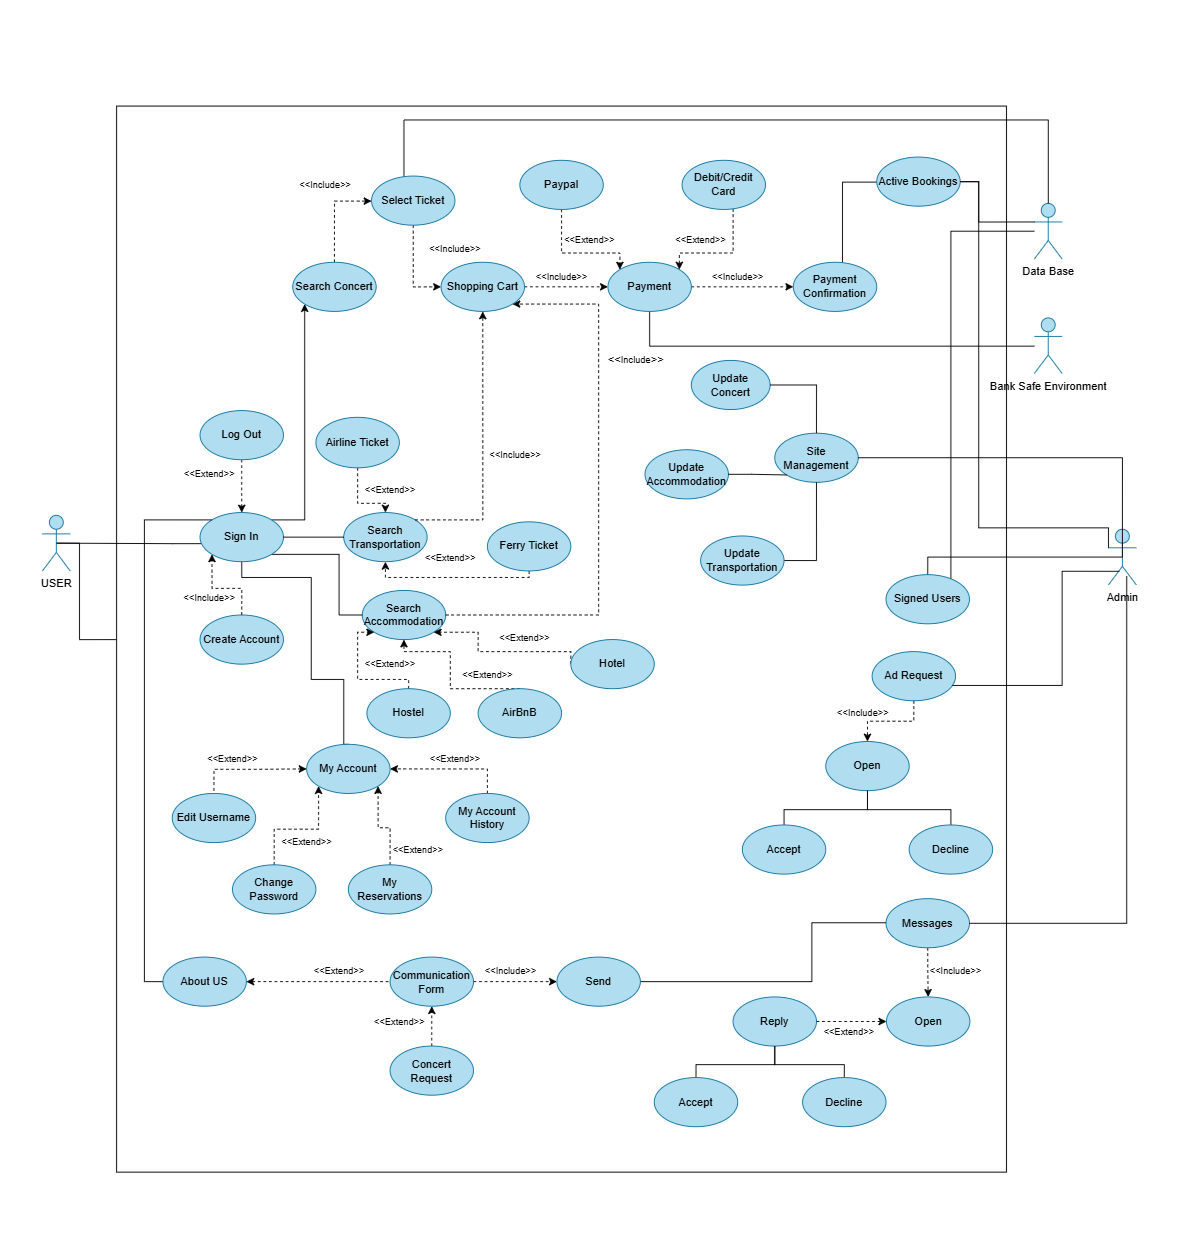 Paypal
Debit/Credit
Card
Active Bookings
<<Include>>
Select Ticket
<<Include>>
<<Extend>>
<<Extend>>
Data Base
Search Concert
Shopping Cart
<<Include>>
Payment
<<Include>>
Payment
Confirmation
<<Include>>
Bank Safe Environment
Update
Concert
Log Out
Airline Ticket
<<Include>>
Site
Management
<<Extend>>
<<Extend>>
Update
Accommodation
USER
Sign In
Search
Transportation
<<Extend>>
Ferry Ticket
Update
Transportation
Admin
<<Include>>
Signed Users
Create Account
Search
Accommodation
<<Extend>>
<<Extend>>
Hotel
<<Extend>>
Ad Request
Hostel
AirBnB
<<Include>>
<<Extend>>
My Account
<<Extend>>
Open
Edit Username
My Account
History
<<Extend>>
<<Extend>>
Accept
Decline
Change
Password
My
Reservations
Messages
About US
<<Extend>>
Communication
Form
<<Include>>
Send
<<Include>>
<<Extend>>
Reply
<<Extend>>
Open
Concert
Request
Accept
Decline